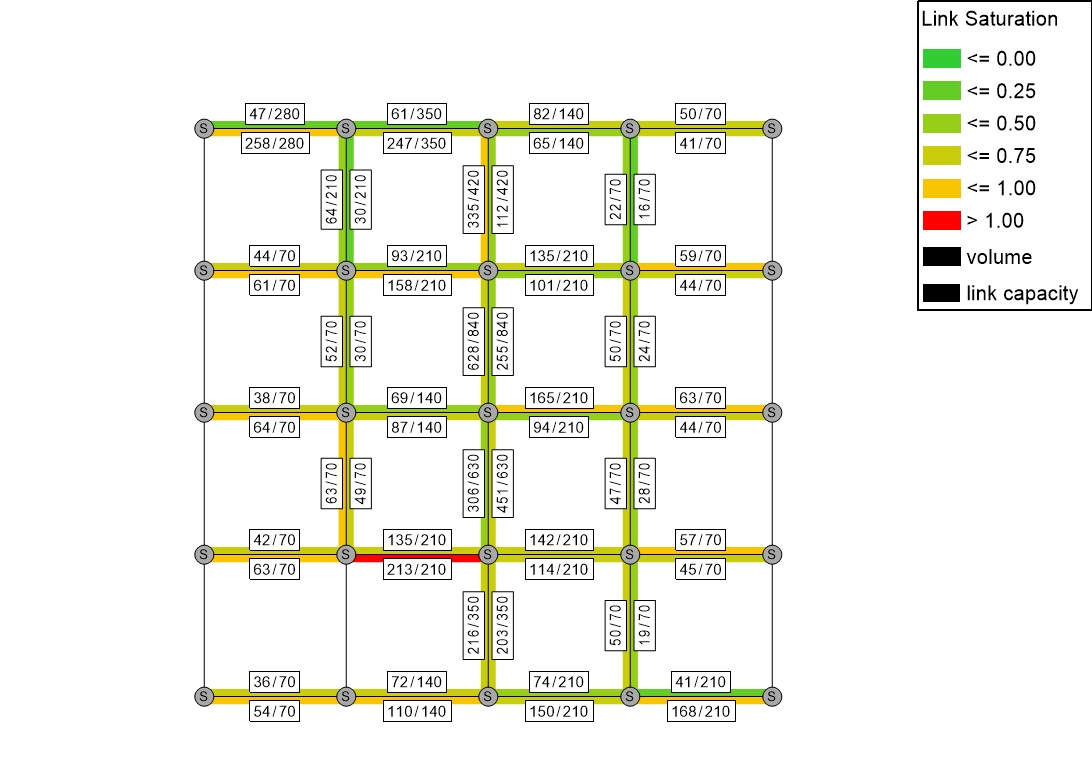 Link Saturation
<= 0.00
<= 0.25
<= 0.50
<= 0.75
<= 1.00
> 1.00
volume
link capacity
47/280 61/350 82/140 50/70
S S S S S
258/280 247/350 65/140 41/70
64/210 30/210 335/420 112/420 22/70 16/70
44/70 93/210 135/210 59/70
S S S S S
61/70 158/210 101/210 44/70
52/70 30/70 628/840 255/840 50/70 24/70
38/70 69/140 165/210 63/70
S S S S S
64/70 87/140 94/210 44/70
63/70 49/70 306/630 451/630 47/70 28/70
42/70 135/210 142/210 57/70
S S S S S
63/70 213/210 114/210 45/70
216/350 203/350 50/70 19/70
36/70 72/140 74/210 41/210
S S S S S
54/70 110/140 150/210 168/210